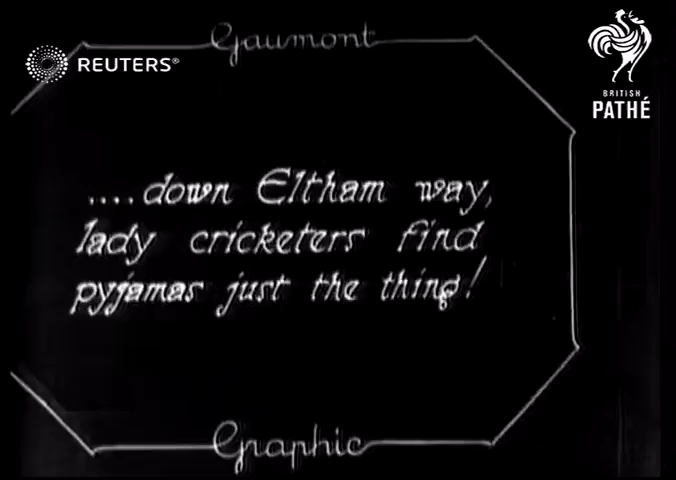 Gaumont
REUTERS®
BRITISH
PATHÉ
....down Eltham way,
lady cricketers find
pyjamas just the thing!
Graphic